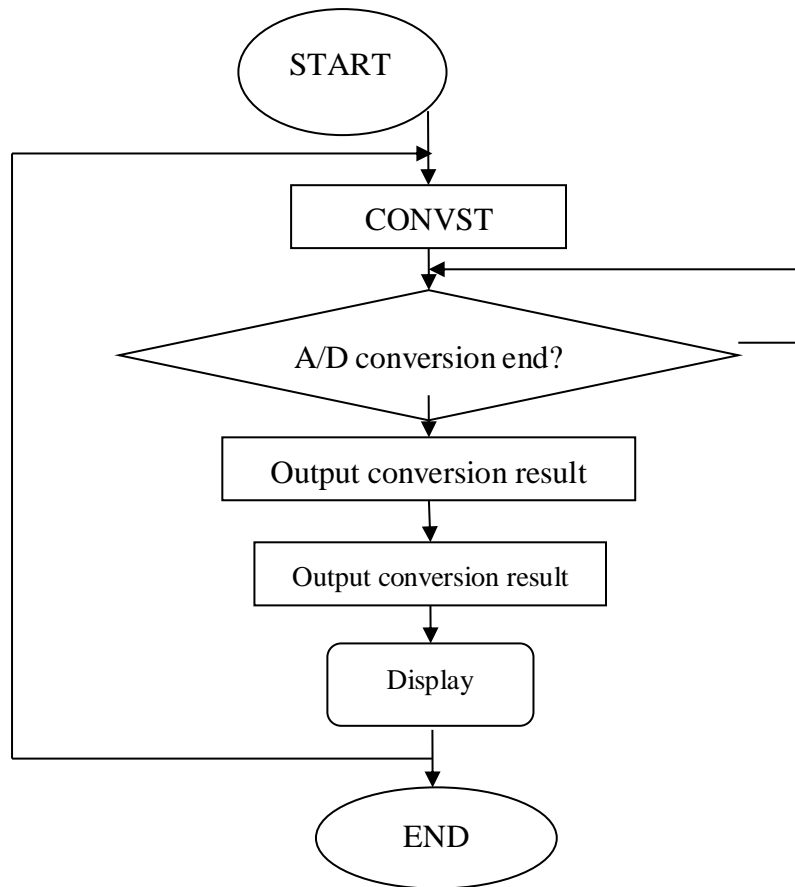 START
CONVST
A/D conversion end?
Output conversion result
Output conversion result
Display
END